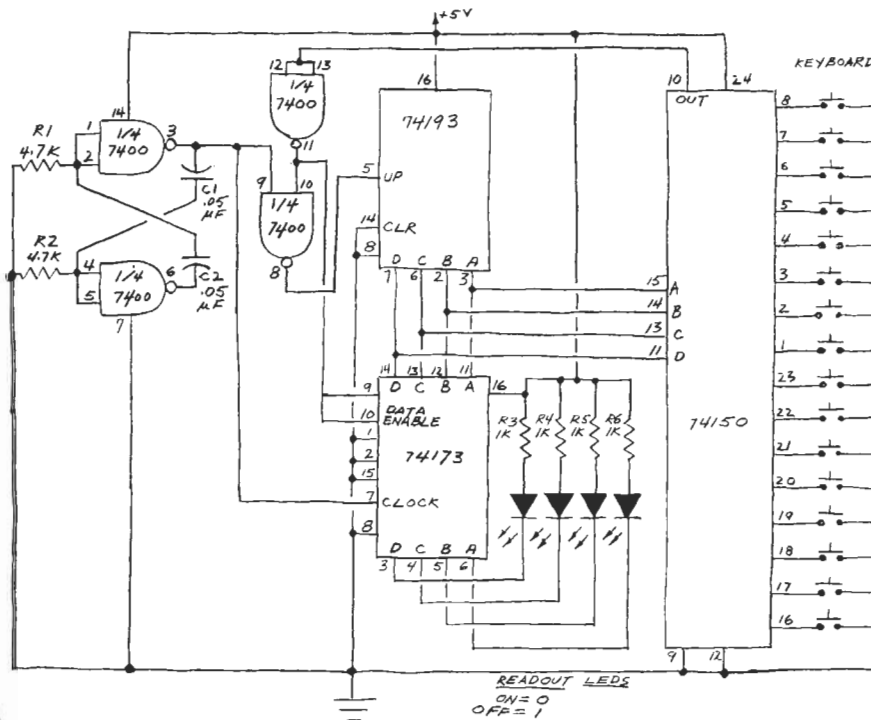 +5V
KEYBOARD
12 13
1/4
7400
11
16
74193
5 UP
14 CLR
8
D C B A
7 6 2 3
10 24
OUT
14
R1
4.7K
1
2
1/4
7400
3
C1
.05
µF
9 10
1/4
7400
8
R2
4.7K
4
5
1/4
7400
6
7
C2
.05
µF
15 A
14 B
13 C
11 D
74150
8
7
6
5
4
3
2
1
23
22
21
20
19
18
17
16
9 12
14 13 12 11
D C B A
16
9
10
DATA
ENABLE
1
2
15
74173
7 CLOCK
8
D C B A
3 4 5 6
R3
1K
R4
1K
R5
1K
R6
1K
READOUT LEDS
ON = 0
OFF = 1